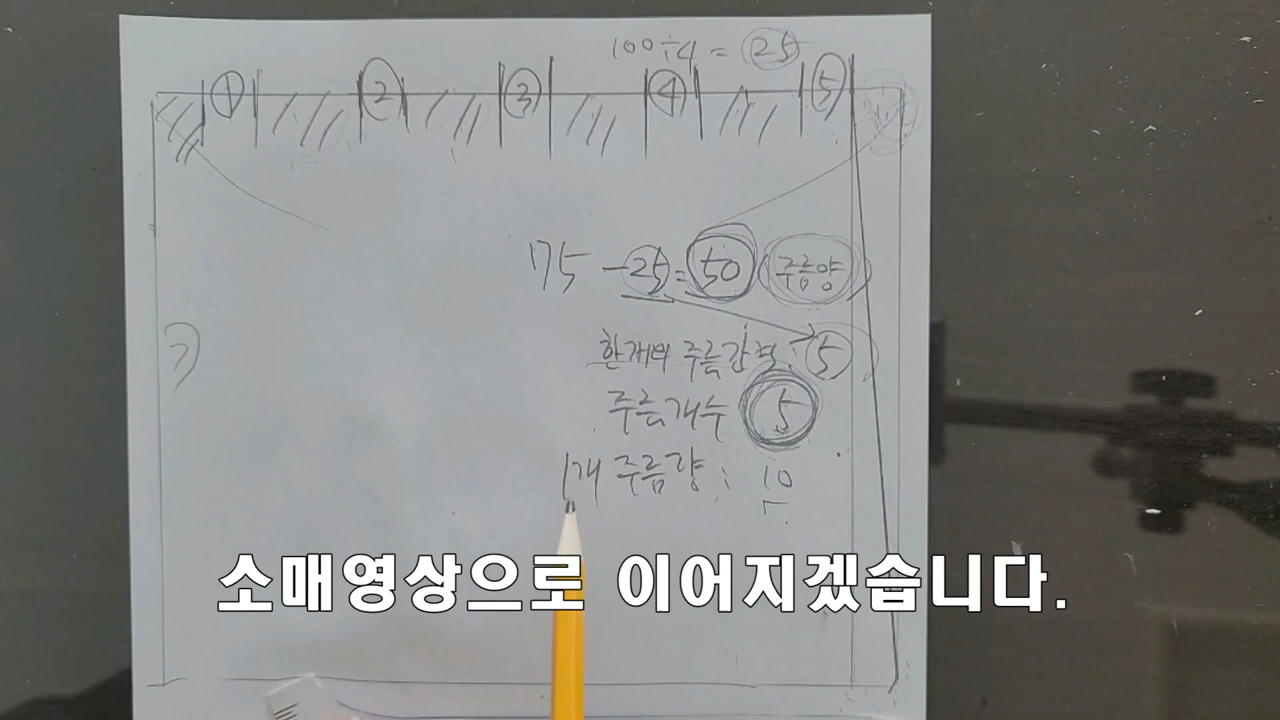 100÷4 = 25
① ② ③ ④ ⑤
75 - 25 = 50 주름양
한개의 주름간격 : 5
주름개수 5
1개 주름량 : 10
소매영상으로 이어지겠습니다.